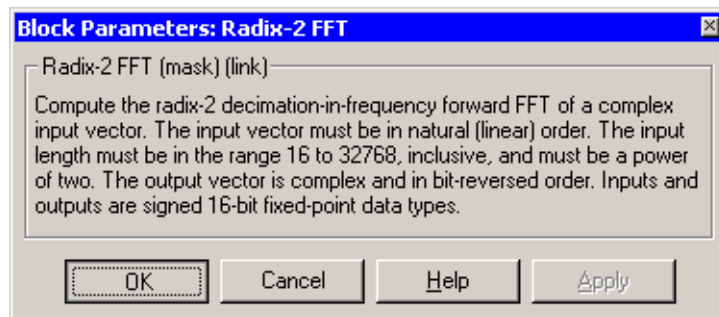 Block Parameters: Radix-2 FFT
Radix-2 FFT (mask) (link)
Compute the radix-2 decimation-in-frequency forward FFT of a complex
input vector. The input vector must be in natural (linear) order. The input
length must be in the range 16 to 32768, inclusive, and must be a power
of two. The output vector is complex and in bit-reversed order. Inputs and
outputs are signed 16-bit fixed-point data types.
OK Cancel Help Apply